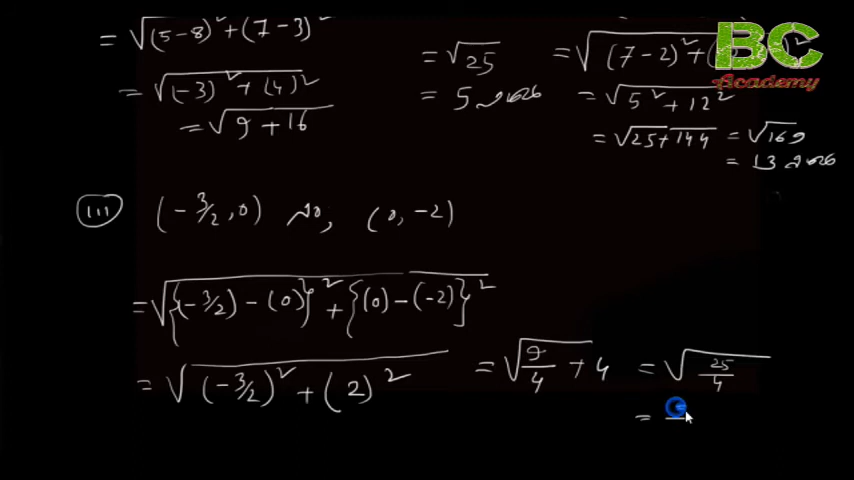 = √(5-8)² + (7-3)²
= √(-3)² + (4)²
= √9 + 16
= √25
= 5
= √(7-2)² + (
= √5² + 12²
= √25+144 = √169
= 13
BC
Academy
(iii) (-3/2, 0) (0, -2)
= √{(-3/2) - (0)}² + {(0) - (-2)}²
= √(-3/2)² + (2)² = √9/4 + 4 = √25/4
=